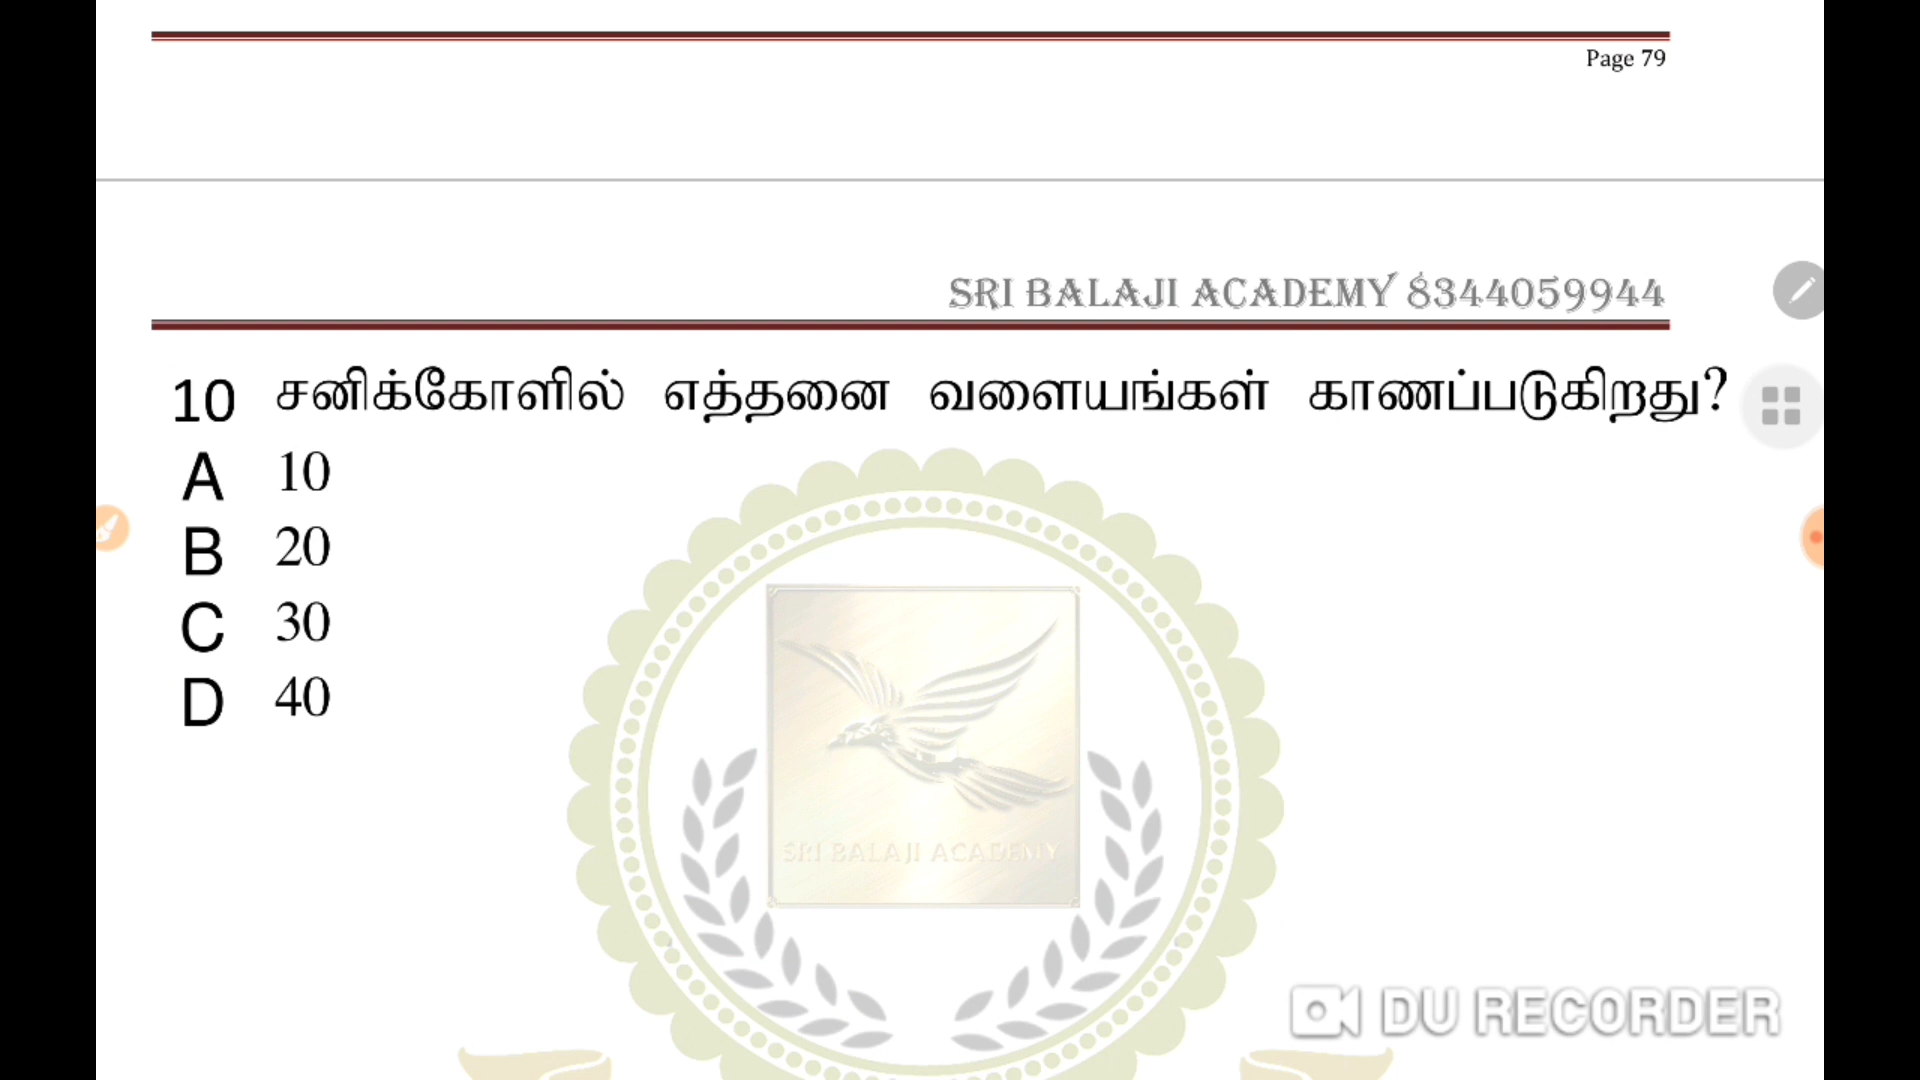 Page 79
SRI BALAJI ACADEMY 8344059944
10 சனிக்கோளில் எத்தனை வளையங்கள் காணப்படுகிறது?
A 10
B 20
C 30
D 40
SRI BALAJI ACADEMY
DU RECORDER